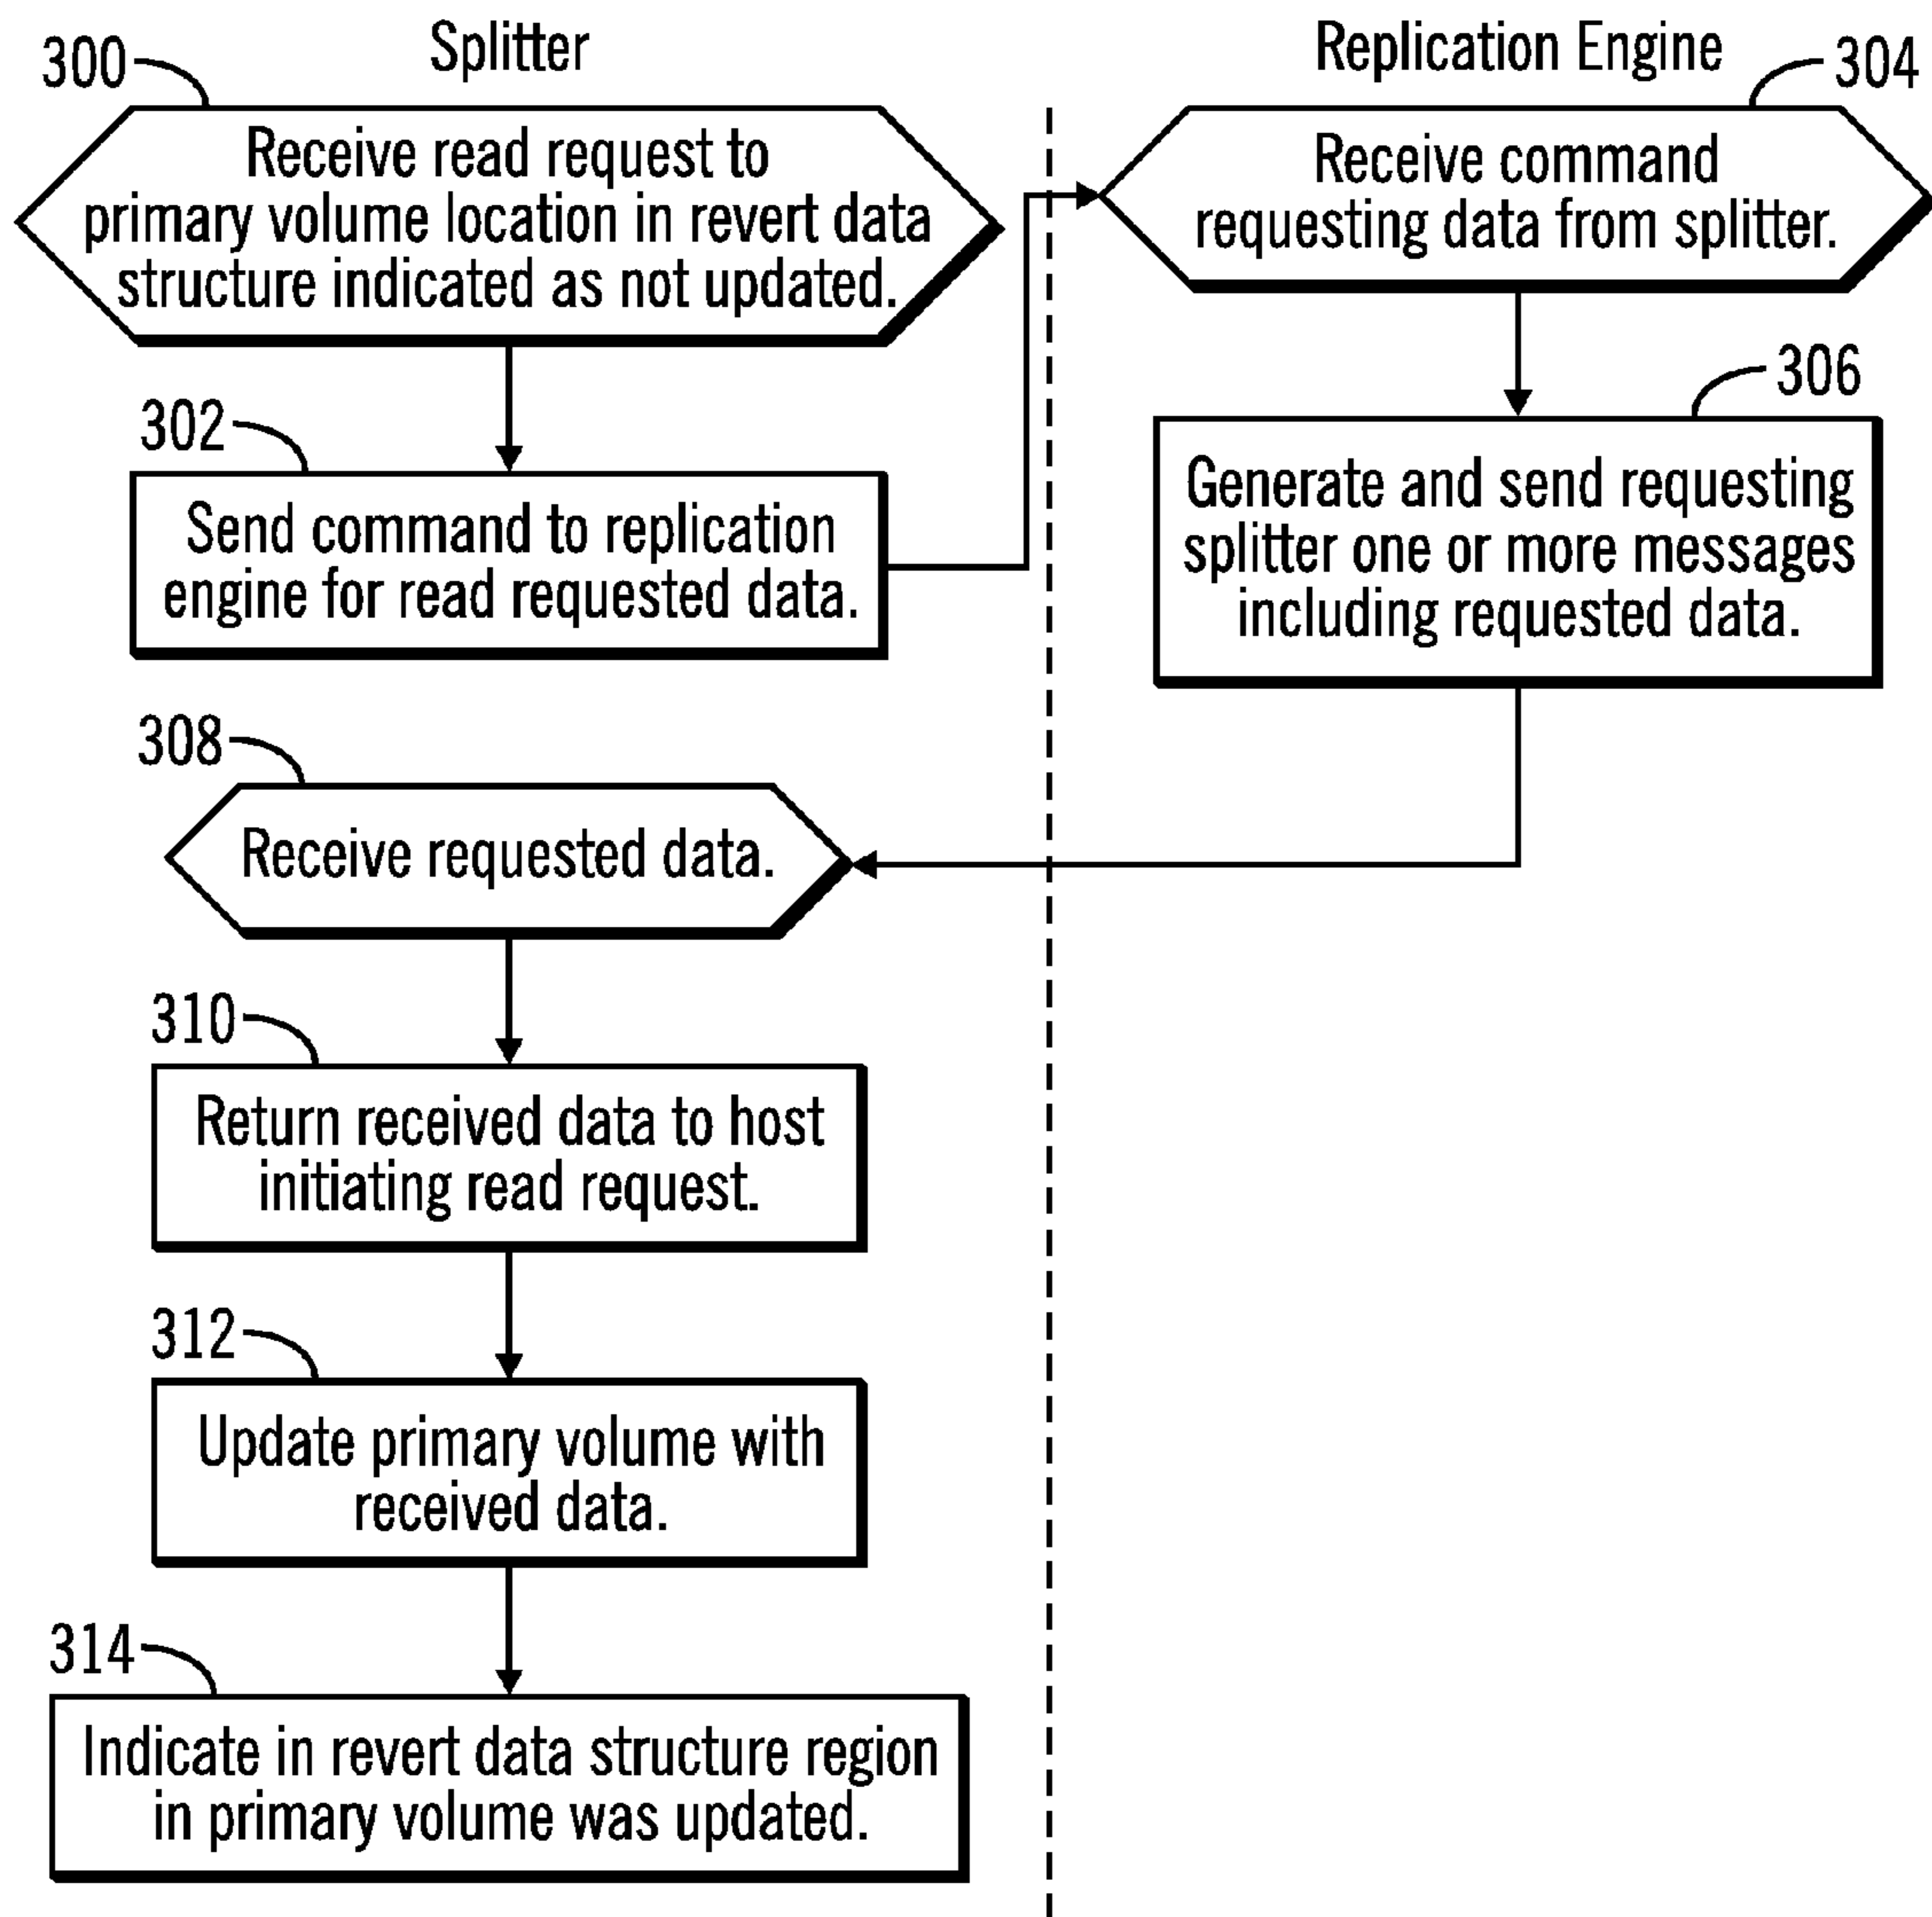 Splitter
Replication Engine
300
304
Receive read request to
primary volume location in revert data
structure indicated as not updated.
Receive command
requesting data from splitter.
302
Send command to replication
engine for read requested data.
306
Generate and send requesting
splitter one or more messages
including requested data.
308
Receive requested data.
310
Return received data to host
initiating read request.
312
Update primary volume with
received data.
314
Indicate in revert data structure region
in primary volume was updated.